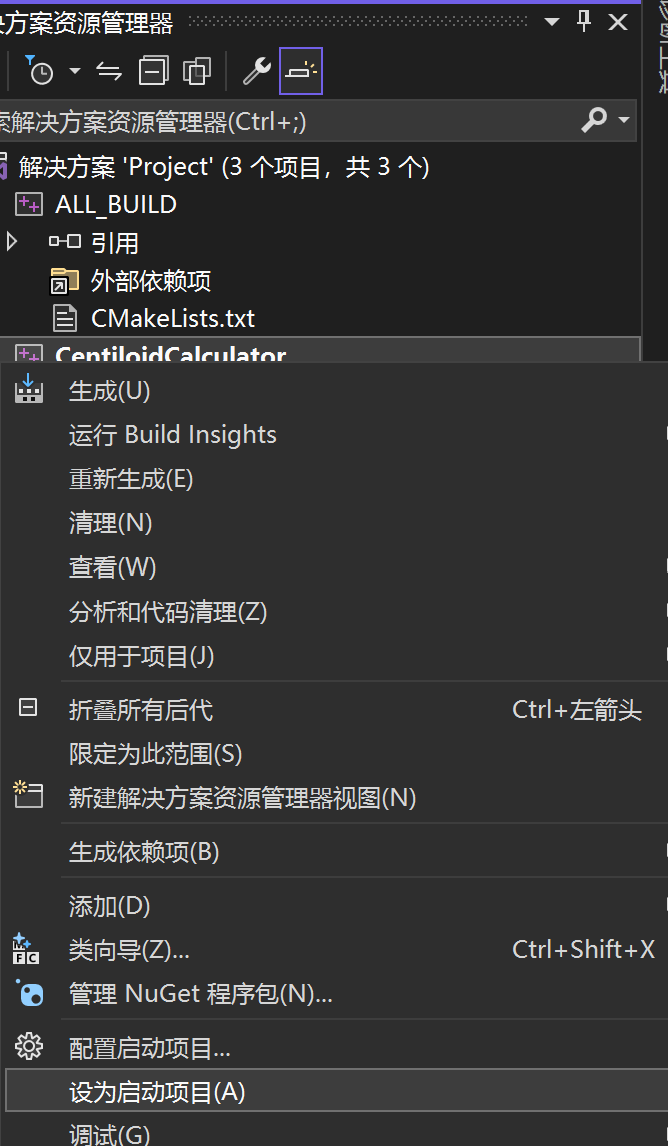 决方案资源管理器
索解决方案资源管理器(Ctrl+;)
解决方案 'Project' (3 个项目，共 3 个)
ALL_BUILD
引用
外部依赖项
CMakeLists.txt
CentiloidCalculator
生成(U)
运行 Build Insights
重新生成(E)
清理(N)
查看(W)
分析和代码清理(Z)
仅用于项目(J)
折叠所有后代 Ctrl+左箭头
限定为此范围(S)
新建解决方案资源管理器视图(N)
生成依赖项(B)
添加(D)
类向导(Z)... Ctrl+Shift+X
管理 NuGet 程序包(N)...
配置启动项目...
设为启动项目(A)
调试(G)